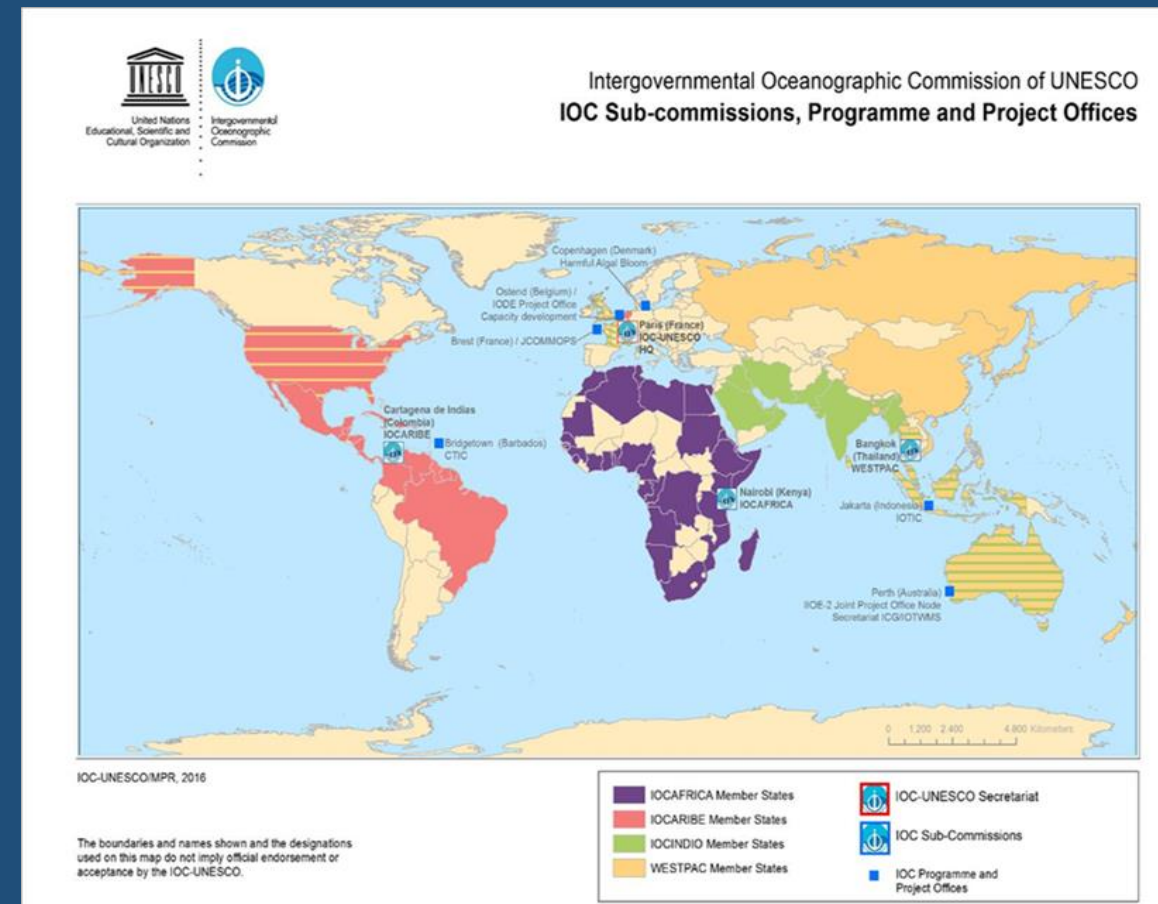 UNESCO
United Nations
Educational, Scientific and
Cultural Organization
Intergovernmental
Oceanographic
Commission
Intergovernmental Oceanographic Commission of UNESCO
IOC Sub-commissions, Programme and Project Offices
Copenhagen (Denmark)
Harmful Algal Bloom
Ostend (Belgium) /
IODE Project Office
Capacity development
Paris (France)
IOC-UNESCO
HQ
Brest (France) / JCOMMOPS
Cartagena de Indias
(Colombia)
IOCARIBE
Bridgetown (Barbados)
CTIC
Bangkok
(Thailand)
WESTPAC
Nairobi (Kenya)
IOCAFRICA
Jakarta (Indonesia)
IOTIC
Perth (Australia)
IIOE-2 Joint Project Office Node
Secretariat ICG/IOTWMS
0 1,200 2,400 4,800 Kilometers
IOC-UNESCO/MPR, 2016
The boundaries and names shown and the designations
used on this map do not imply official endorsement or
acceptance by the IOC-UNESCO.
IOCAFRICA Member States
IOCARIBE Member States
IOCINDIO Member States
WESTPAC Member States
IOC-UNESCO Secretariat
IOC Sub-Commissions
IOC Programme and
Project Offices